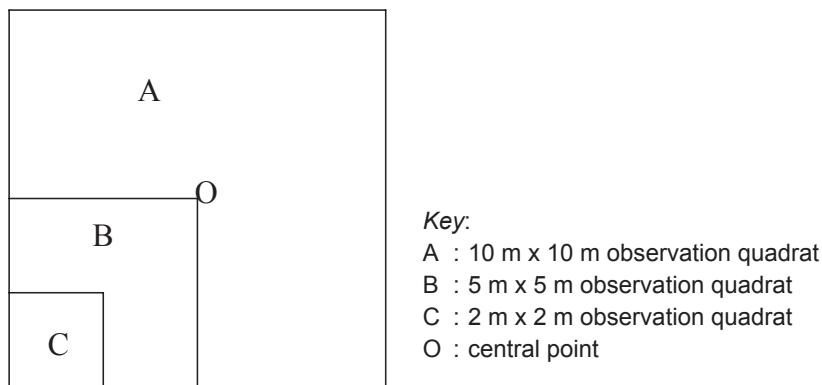 A
O
B
C
Key:
A : 10 m x 10 m observation quadrat
B : 5 m x 5 m observation quadrat
C : 2 m x 2 m observation quadrat
O : central point